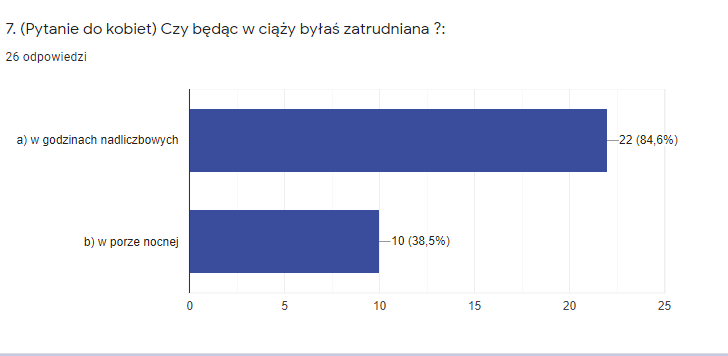 7. (Pytanie do kobiet) Czy będąc w ciąży byłaś zatrudniana ?:
26 odpowiedzi
a) w godzinach nadliczbowych
22 (84,6%)
b) w porze nocnej
10 (38,5%)
0 5 10 15 20 25